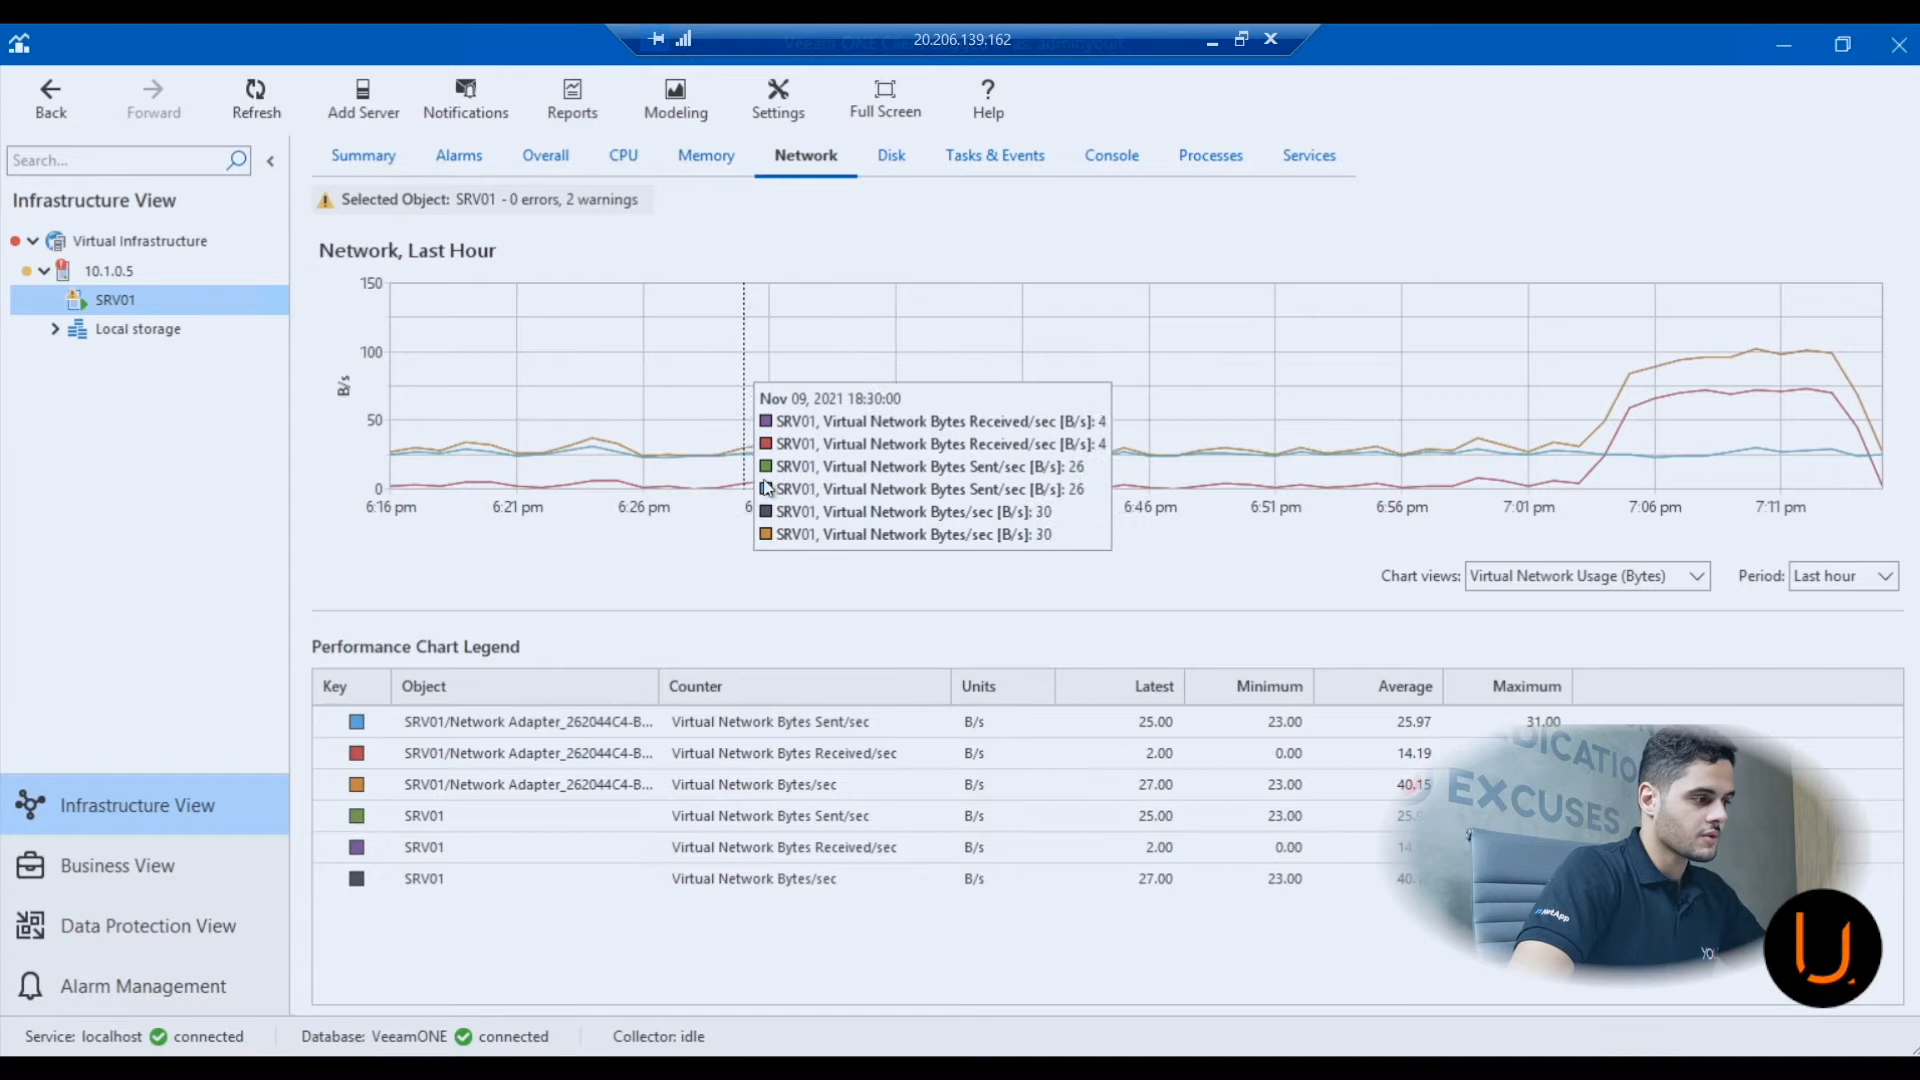 20.206.139.162
Back
Forward
Refresh
Add Server
Notifications
Reports
Modeling
Settings
Full Screen
Help
Search...
Summary
Alarms
Overall
CPU
Memory
Network
Disk
Tasks & Events
Console
Processes
Services
Infrastructure View
Selected Object: SRV01 - 0 errors, 2 warnings
Virtual Infrastructure
10.1.0.5
SRV01
Local storage
Network, Last Hour
150
100
50
0
B/s
Nov 09, 2021 18:30:00
SRV01, Virtual Network Bytes Received/sec [B/s]: 4
SRV01, Virtual Network Bytes Received/sec [B/s]: 4
SRV01, Virtual Network Bytes Sent/sec [B/s]: 26
SRV01, Virtual Network Bytes Sent/sec [B/s]: 26
SRV01, Virtual Network Bytes/sec [B/s]: 30
SRV01, Virtual Network Bytes/sec [B/s]: 30
6:16 pm
6:21 pm
6:26 pm
6:46 pm
6:51 pm
6:56 pm
7:01 pm
7:06 pm
7:11 pm
Chart views: Virtual Network Usage (Bytes)
Period: Last hour
Performance Chart Legend
Key Object Counter Units Latest Minimum Average Maximum
SRV01/Network Adapter_262044C4-B... Virtual Network Bytes Sent/sec B/s 25.00 23.00 25.97 31.00
SRV01/Network Adapter_262044C4-B... Virtual Network Bytes Received/sec B/s 2.00 0.00 14.19
SRV01/Network Adapter_262044C4-B... Virtual Network Bytes/sec B/s 27.00 23.00 40.15
SRV01 Virtual Network Bytes Sent/sec B/s 25.00 23.00
SRV01 Virtual Network Bytes Received/sec B/s 2.00 0.00
SRV01 Virtual Network Bytes/sec B/s 27.00 23.00
EXCUSES
NetApp
U.
Infrastructure View
Business View
Data Protection View
Alarm Management
Service: localhost connected
Database: VeeamONE connected
Collector: idle